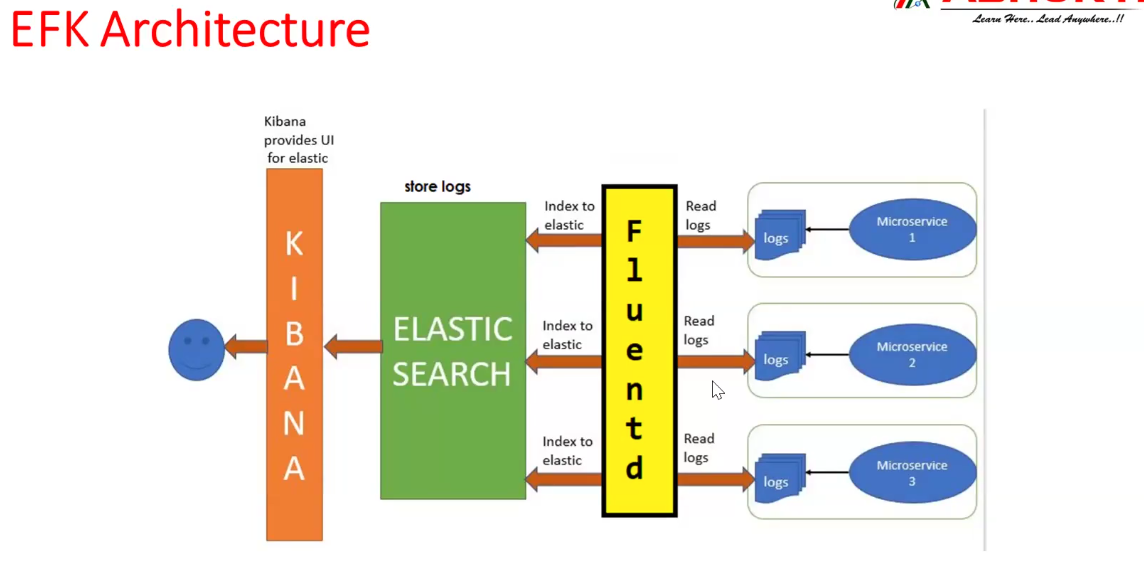 EFK Architecture
Learn Here.. Lead Anywhere..!!
Kibana
provides UI
for elastic
KIBANA
store logs
ELASTIC
SEARCH
Index to
elastic
Index to
elastic
Index to
elastic
Fluentd
Read
logs
Read
logs
Read
logs
logs
Microservice
1
logs
Microservice
2
logs
Microservice
3